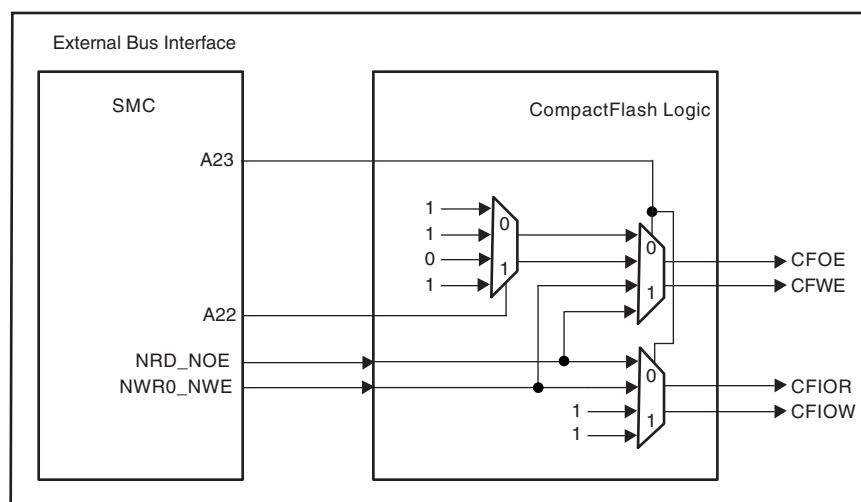 External Bus Interface
SMC
CompactFlash Logic
A23
1
1
0
1
0
1
0
1
CFOE
CFWE
A22
NRD_NOE
NWR0_NWE
1
1
0
1
CFIOR
CFIOW